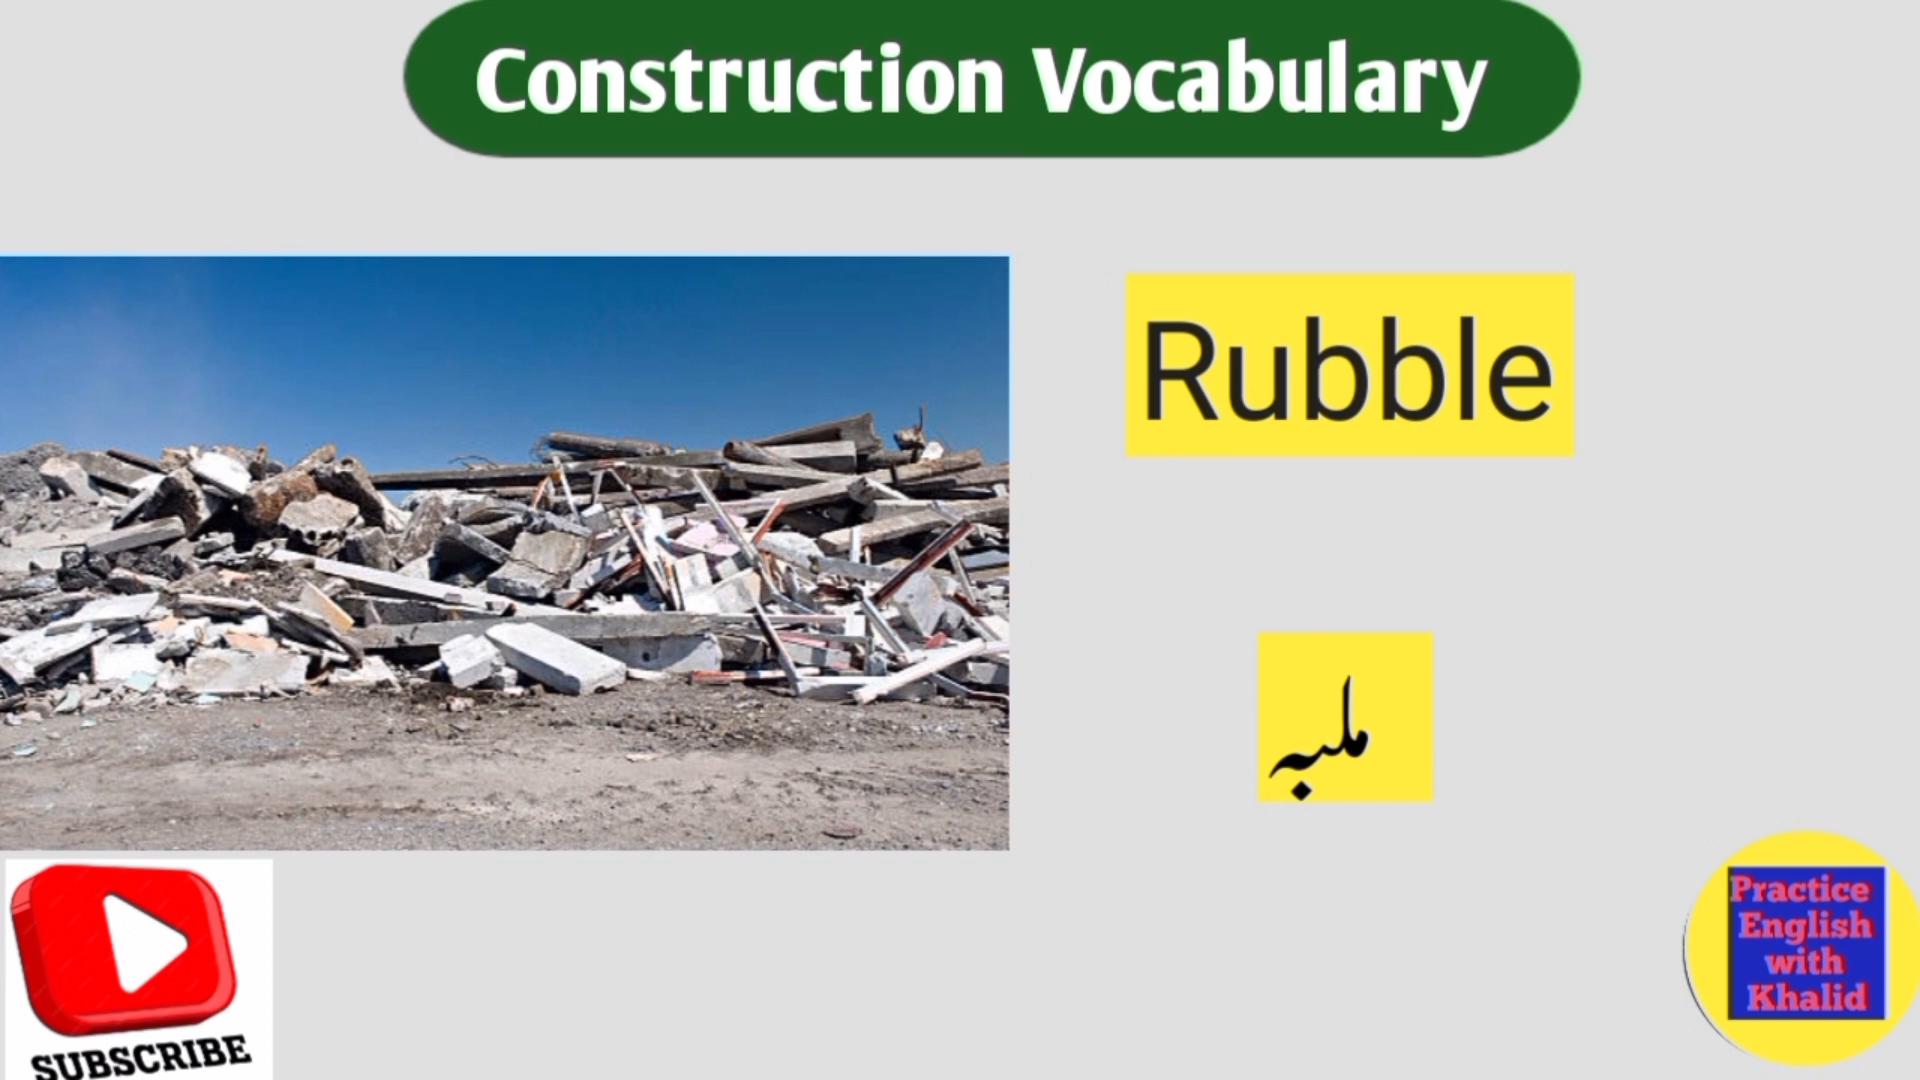 Construction Vocabulary
Rubble
ملبہ
SUBSCRIBE
Practice
English
with
Khalid